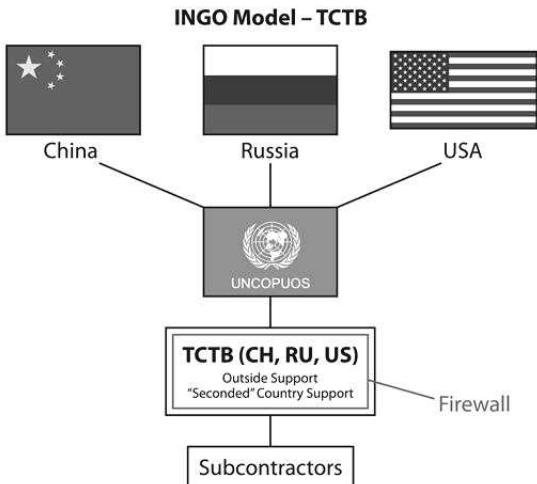 INGO Model – TCTB
China
Russia
USA
UNCOPUOS
TCTB (CH, RU, US)
Outside Support
"Seconded" Country Support
Firewall
Subcontractors